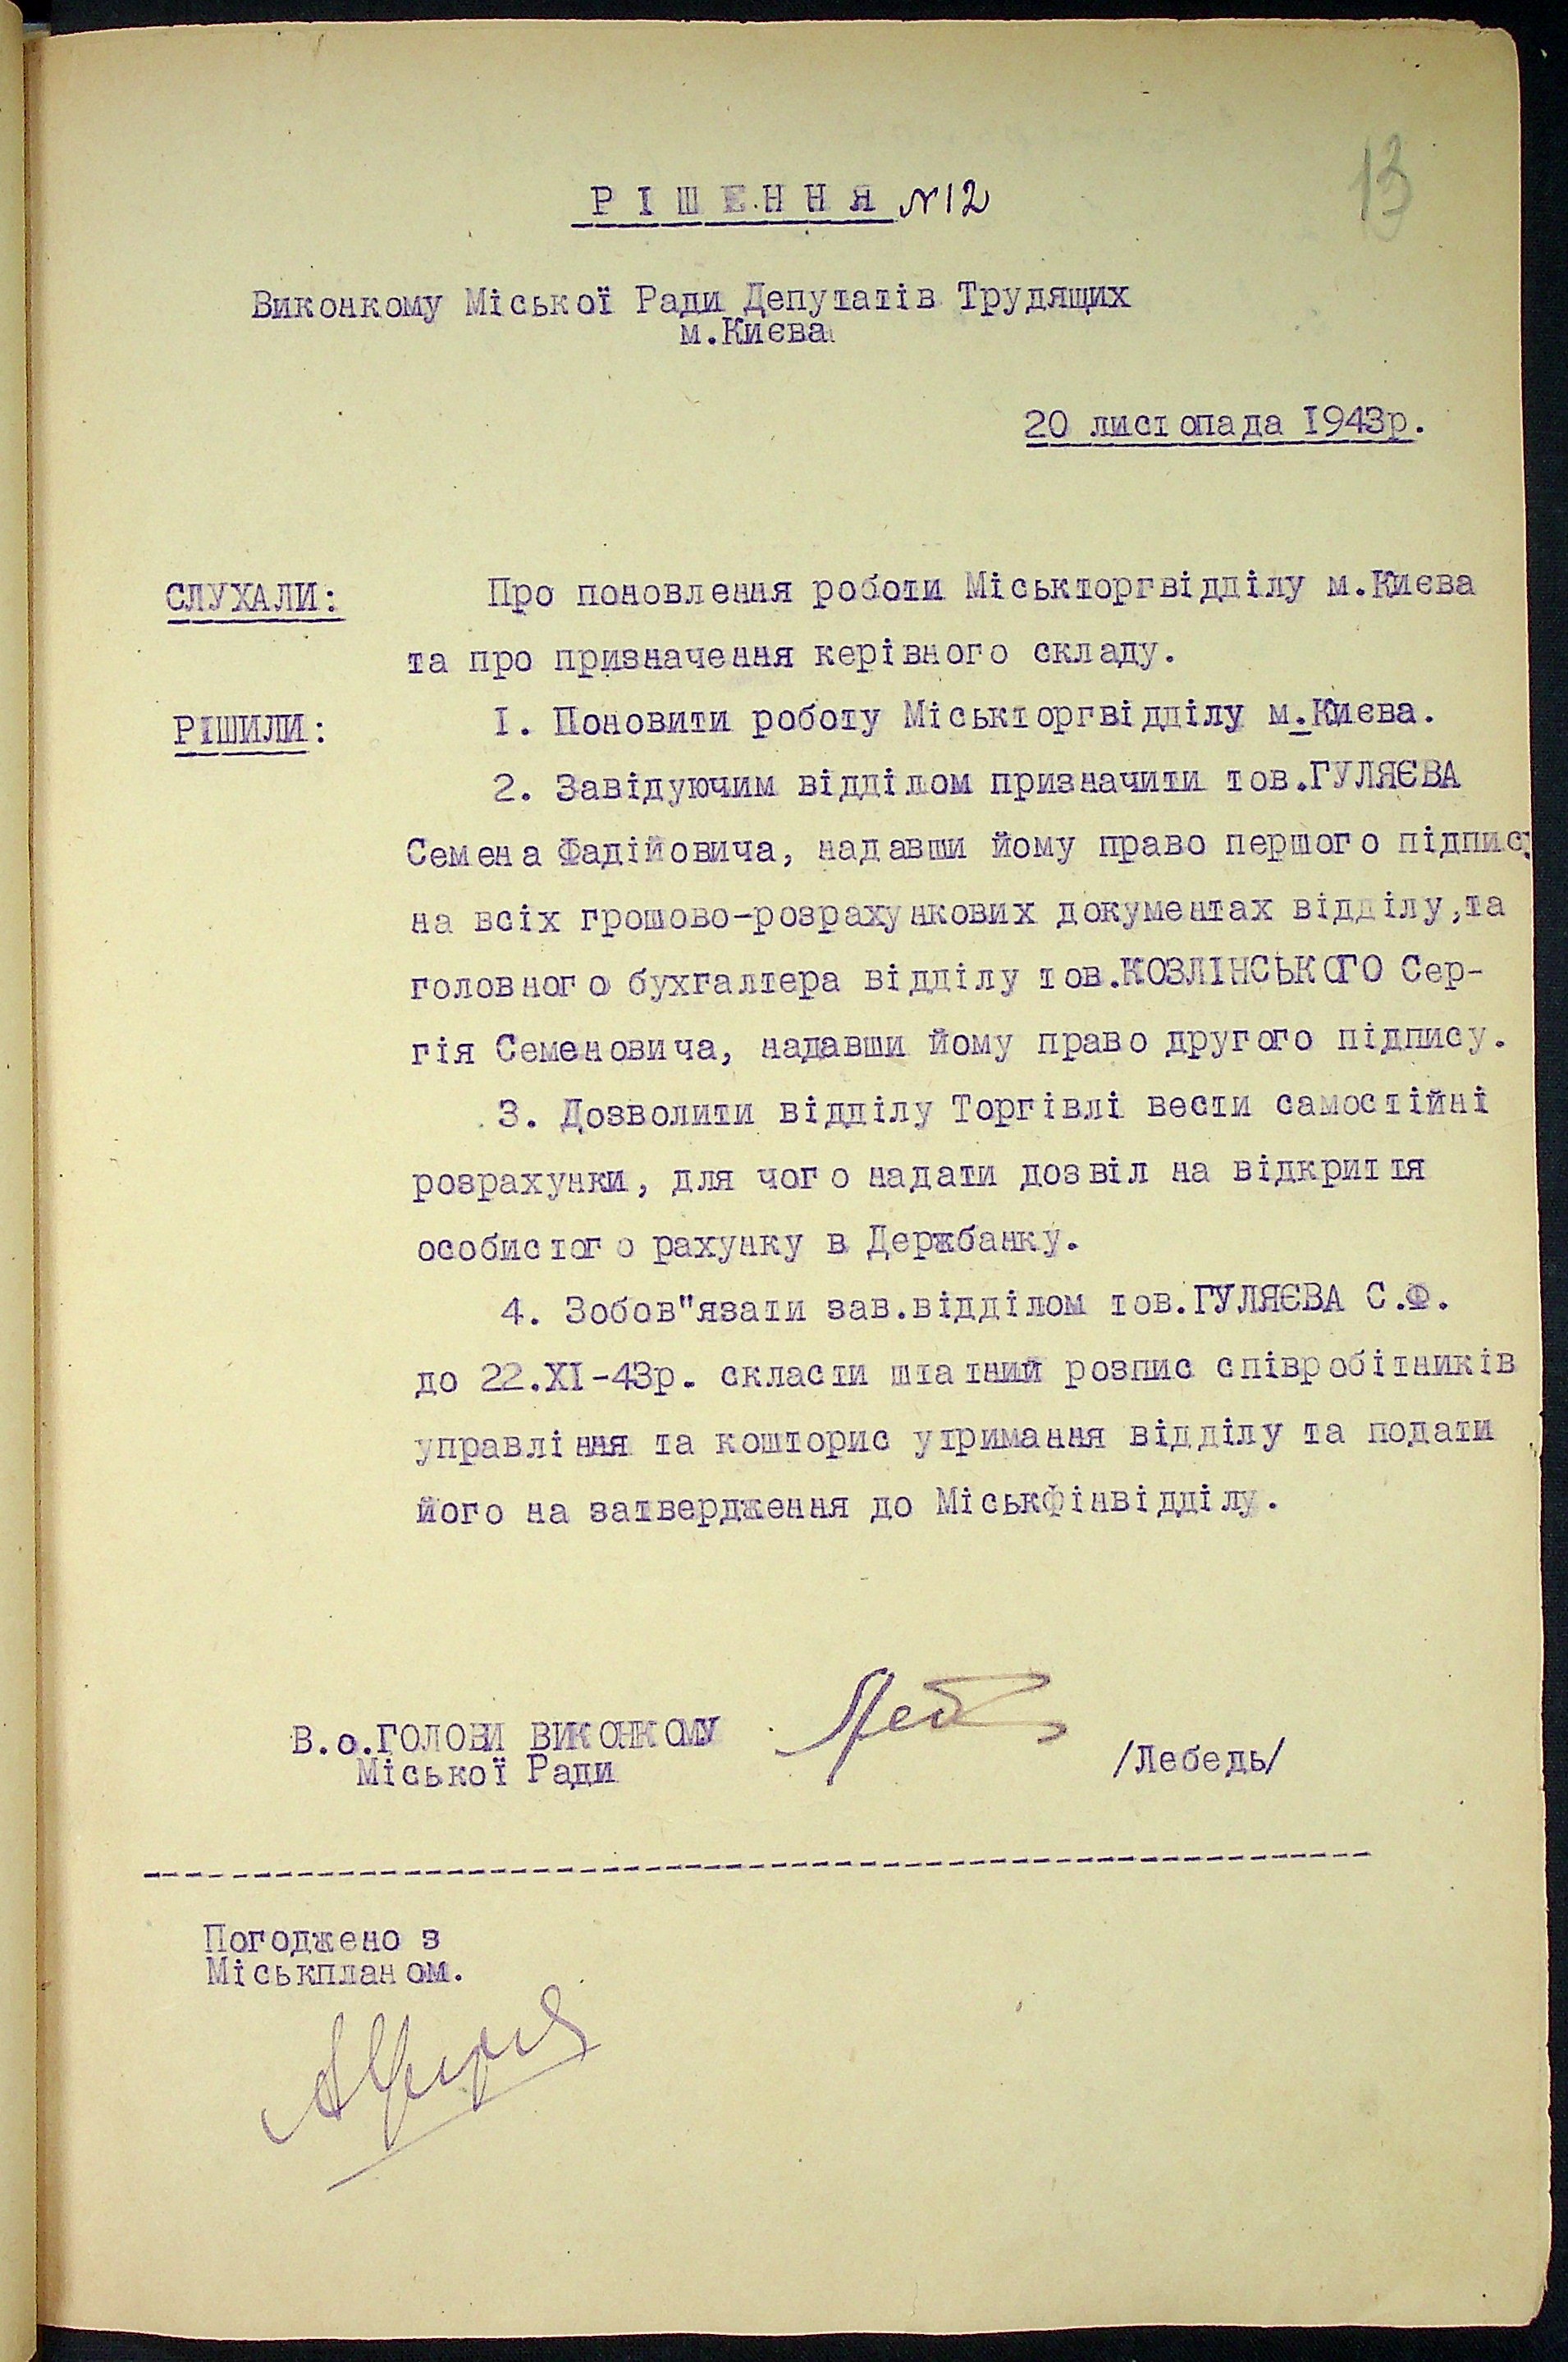 13
РІШЕННЯ №12
Виконкому Міської Ради Депутатів Трудящих
м.Києва
20 листопада 1943р.
СЛУХАЛИ: Про поновлення роботи Міськторгвідділу м.Києва
та про призначення керівного складу.
РІШИЛИ: І. Поновити роботу Міськторгвідділу м.Києва.
2. Завідуючим відділом призначити тов.ГУЛЯЄВА
Семена Фадійовича, надавши йому право першого підпису
на всіх грошово-розрахункових документах відділу,та
головного бухгалтера відділу тов.КОЗЛІНСЬКОГО Сер-
гія Семеновича, надавши йому право другого підпису.
3. Дозволити відділу Торгівлі вести самостійні
розрахунки, для чого надати дозвіл на відкриття
особистого рахунку в Держбанку.
4. Зобов"язати зав.відділом тов.ГУЛЯЄВА С.Ф.
до 22.ХІ-43р. скласти штатний розпис співробітників
управління та кошторис утримання відділу та подати
його на затвердження до Міськфінвідділу.
В.о.ГОЛОВИ ВИКОНКОМУ
Міської Ради
/Лебедь/
Погоджено з
Міськпланом.